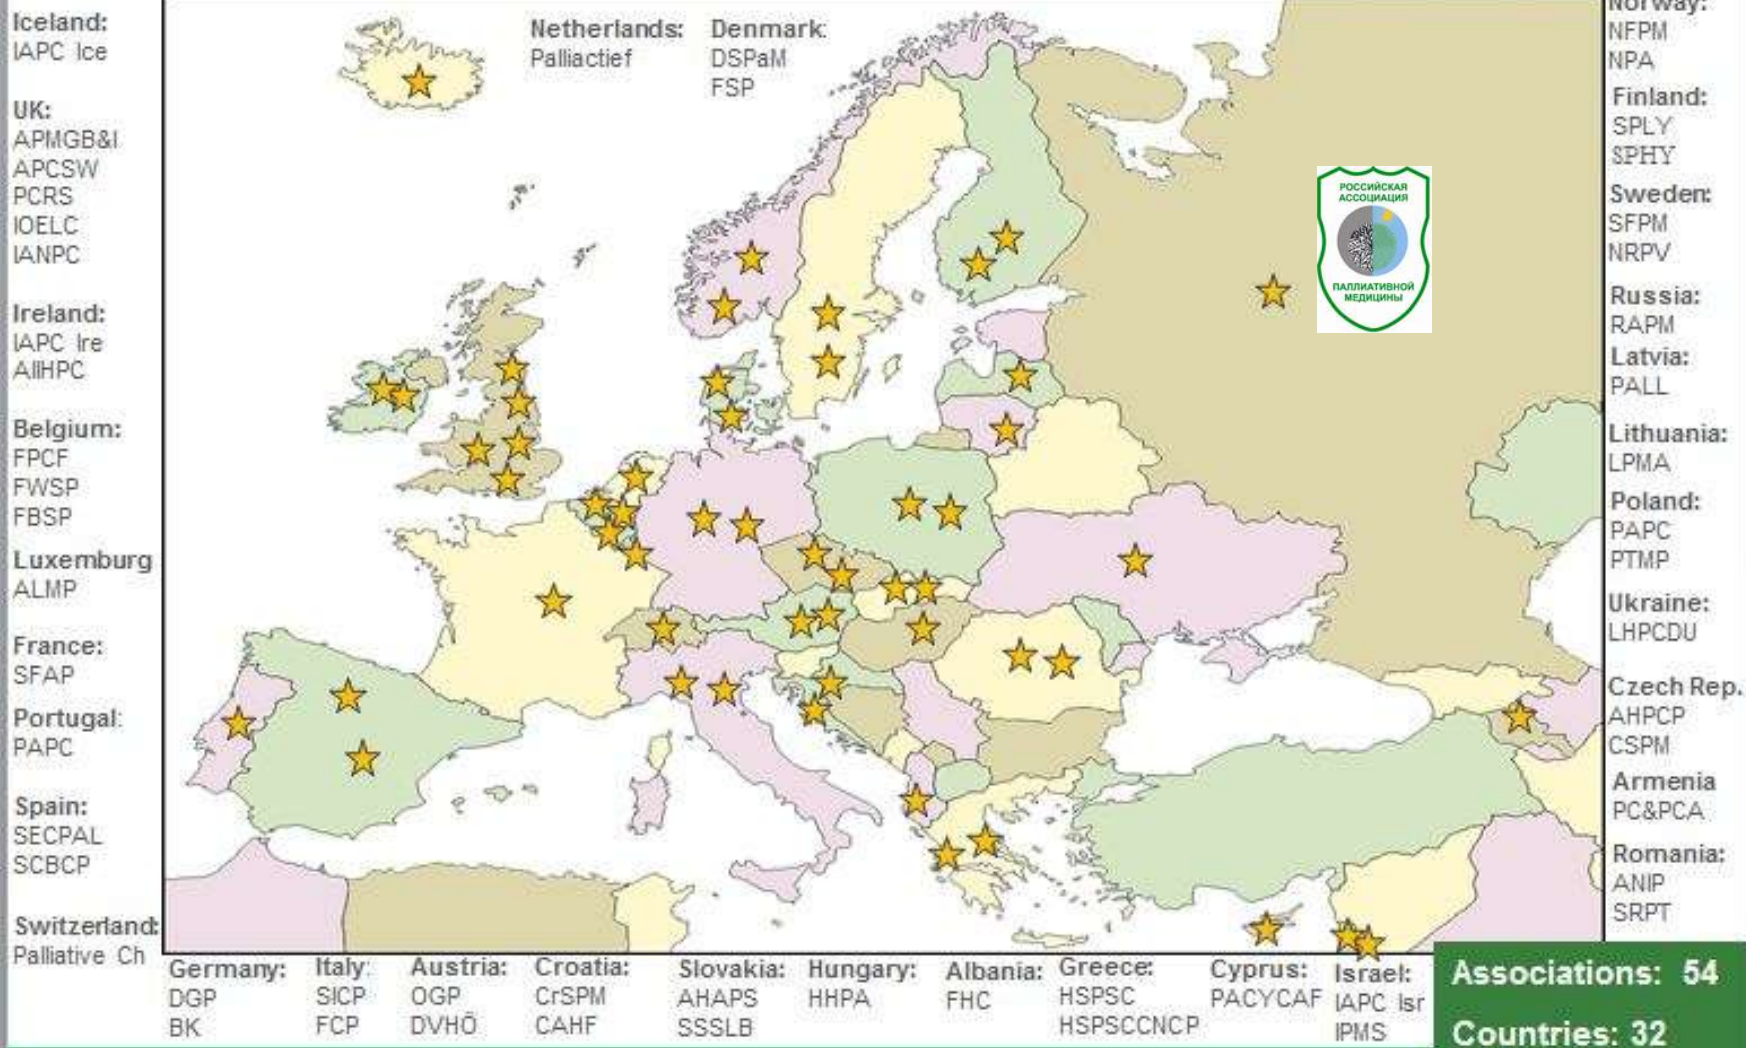 Iceland:
IAPC Ice
UK:
APMGB&I
APCSW
PCRS
IOELC
IANPC
Ireland:
IAPC Ire
AIIHPC
Belgium:
FPCF
FWSP
FBSP
Luxemburg
ALMP
France:
SFAP
Portugal:
PAPC
Spain:
SECPAL
SCBCP
Switzerland:
Palliative Ch
Netherlands:
Palliactief
Denmark:
DSPaM
FSP
РОССИЙСКАЯ
АССОЦИАЦИЯ
ПАЛЛИАТИВНОЙ
МЕДИЦИНЫ
Norway:
NFPM
NPA
Finland:
SPLY
SPHY
Sweden:
SFPM
NRPV
Russia:
RAPM
Latvia:
PALL
Lithuania:
LPMA
Poland:
PAPC
PTMP
Ukraine:
LHPCDU
Czech Rep.
AHPCP
CSPM
Armenia
PC&PCA
Romania:
ANIP
SRPT
Germany:
DGP
BK
Italy:
SICP
FCP
Austria:
OGP
DVHÖ
Croatia:
CrSPM
CAHF
Slovakia:
AHAPS
SSSLB
Hungary:
HHPA
Albania:
FHC
Greece:
HSPSC
HSPSCCNCP
Cyprus:
PACYCAF
Israel:
IAPC Isr
IPMS
Associations: 54
Countries: 32